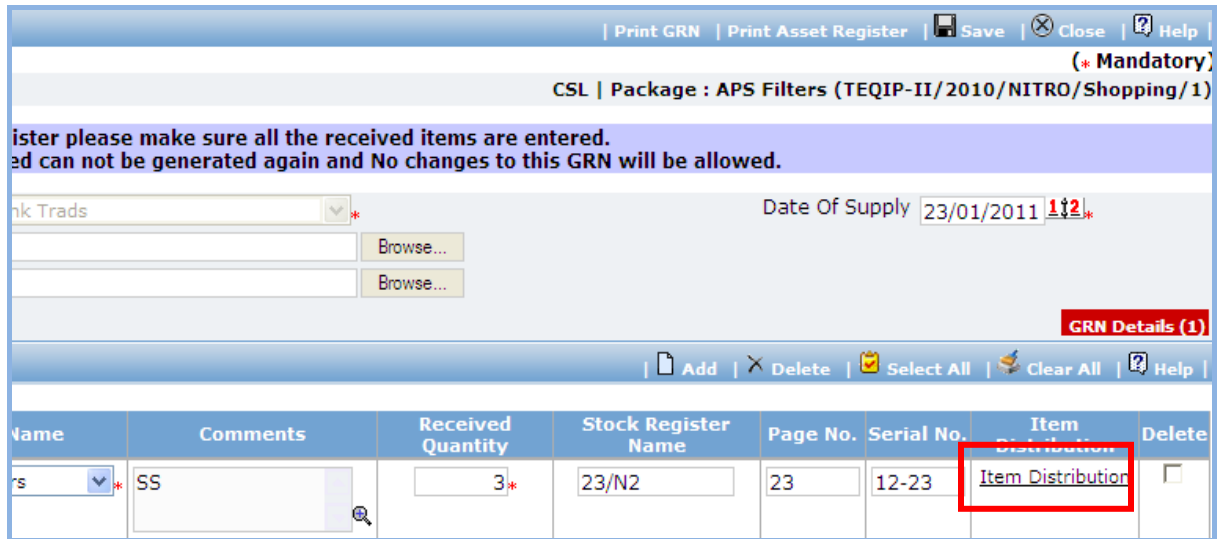 | Print GRN | Print Asset Register | Save | Close | Help |
(* Mandatory)
CSL | Package : APS Filters (TEQIP-II/2010/NITRO/Shopping/1)
ister please make sure all the received items are entered.
ed can not be generated again and No changes to this GRN will be allowed.
nk Trads * Date Of Supply 23/01/2011 *
Browse...
Browse...
GRN Details (1)
| Add | Delete | Select All | Clear All | Help |
Name Comments Received Quantity Stock Register Name Page No. Serial No. Item Distribution Delete
rs * SS 3* 23/N2 23 12-23 Item Distribution